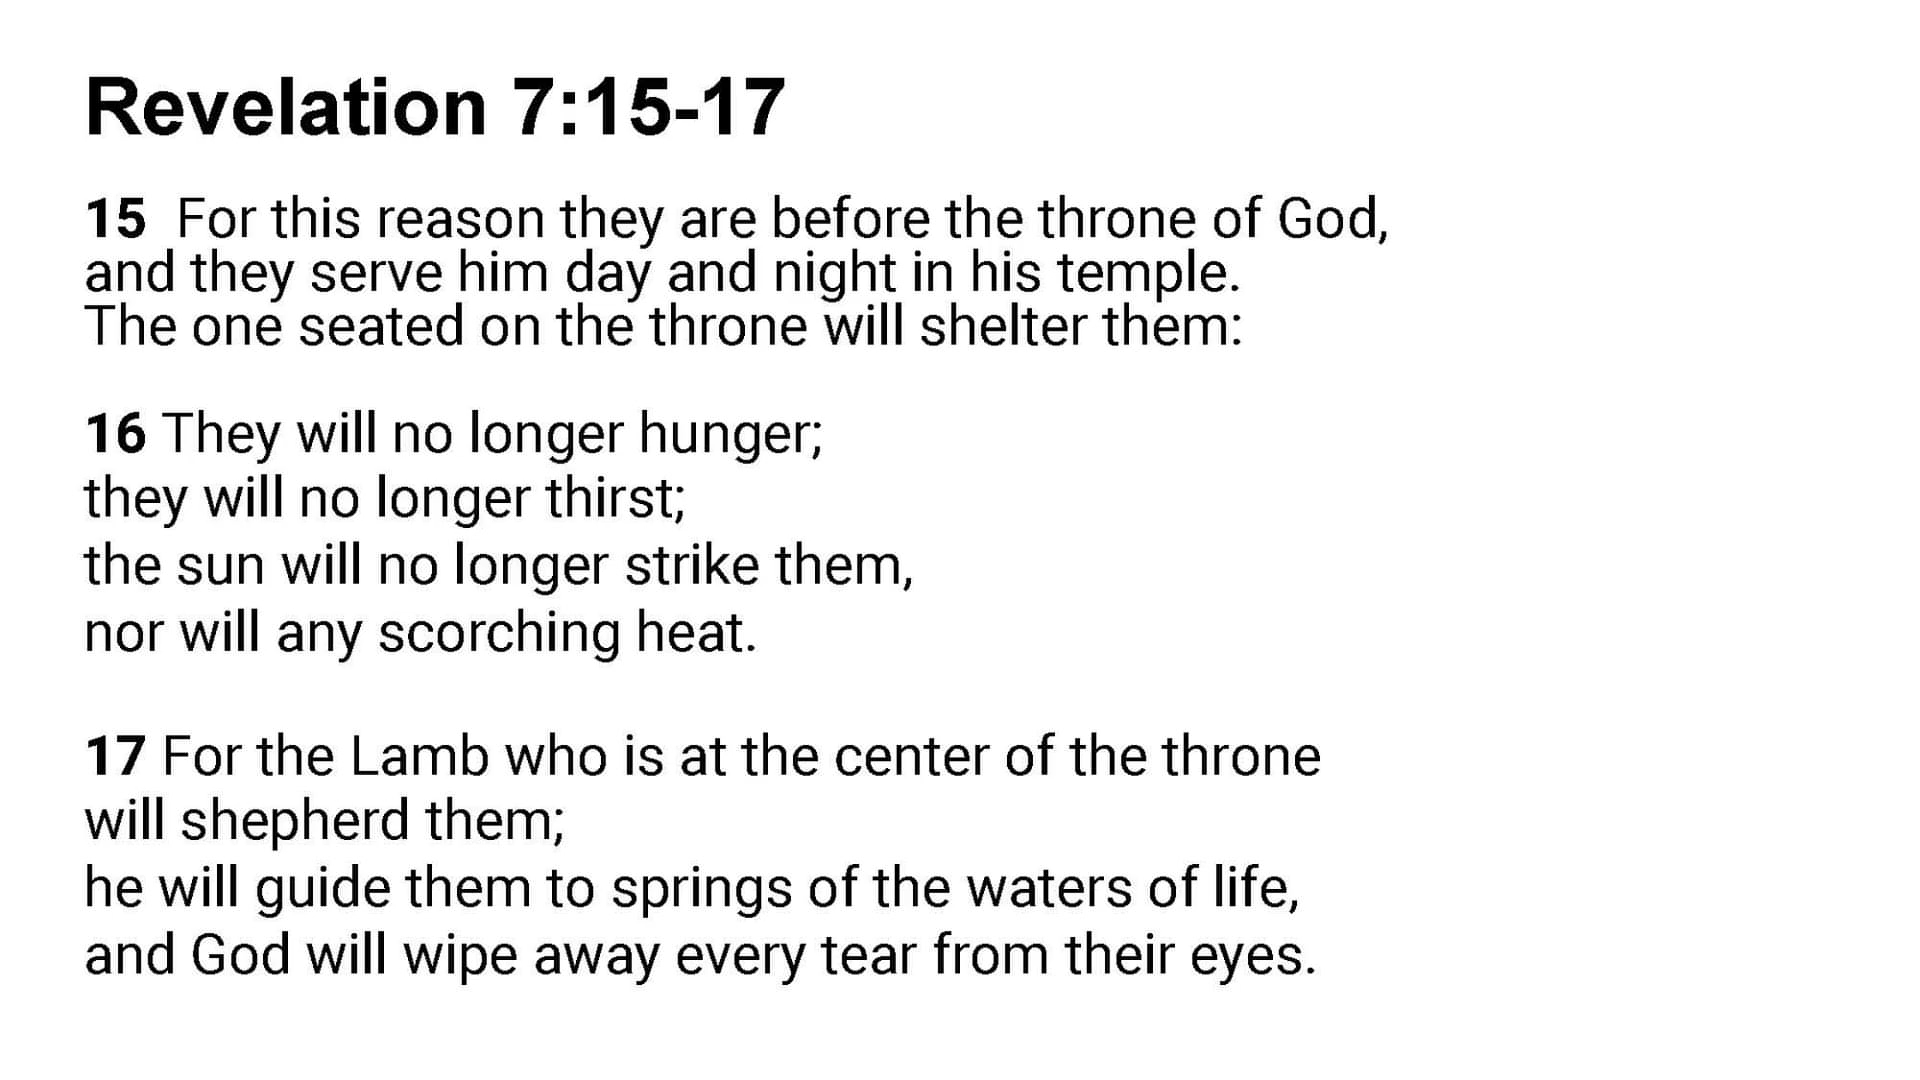 Revelation 7:15-17
15 For this reason they are before the throne of God,
and they serve him day and night in his temple.
The one seated on the throne will shelter them:
16 They will no longer hunger;
they will no longer thirst;
the sun will no longer strike them,
nor will any scorching heat.
17 For the Lamb who is at the center of the throne
will shepherd them;
he will guide them to springs of the waters of life,
and God will wipe away every tear from their eyes.